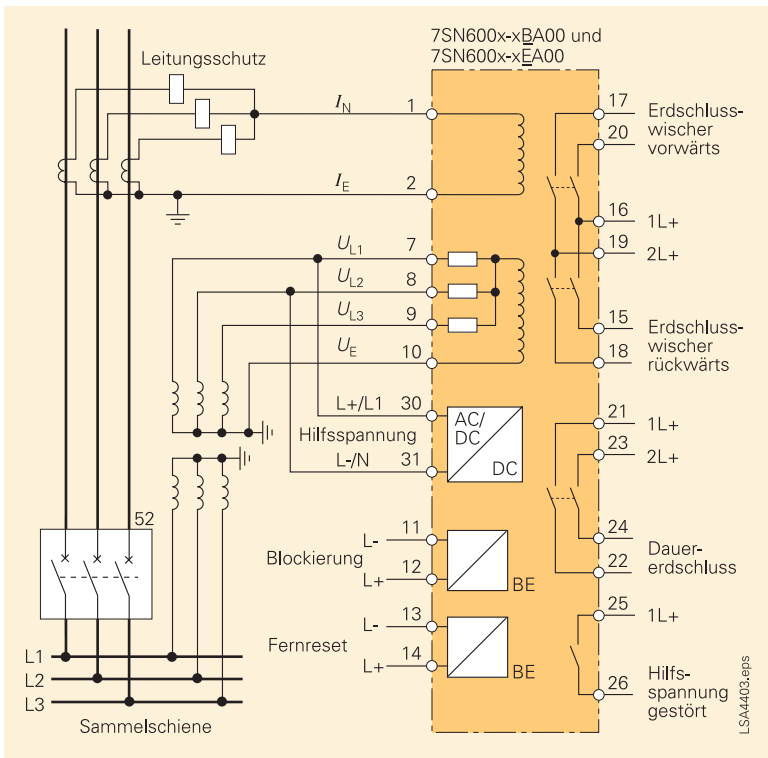 7SN600x-xBA00 und
7SN600x-xEA00
Leitungsschutz
IN
1
IE
2
UL1
7
UL2
8
UL3
9
UE
10
L+/L1
30
Hilfsspannung
L-/N
31
AC/
DC
DC
52
Blockierung
L-
11
L+
12
BE
Fernreset
L-
13
L+
14
BE
L1
L2
L3
Sammelschiene
17
Erdschluss-
20
wischer
vorwärts
16
1L+
19
2L+
15
Erdschluss-
wischer
18
rückwärts
21
1L+
23
2L+
24
Dauer-
22
erdschluss
25
1L+
26
Hilfs-
spannung
gestört
LSA4403.eps